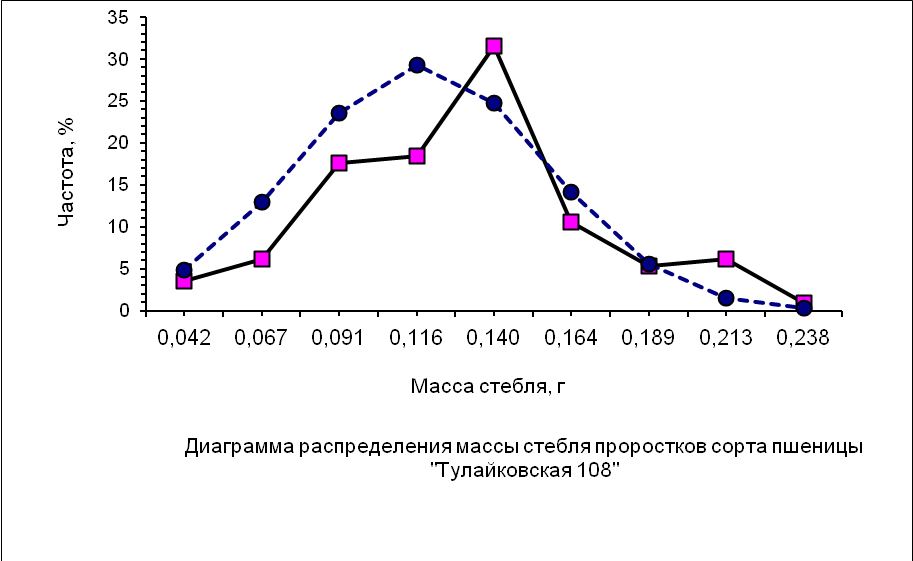 35
30
25
20
15
10
5
0
Частота, %
0,042 0,067 0,091 0,116 0,140 0,164 0,189 0,213 0,238
Масса стебля, г
Диаграмма распределения массы стебля проростков сорта пшеницы
"Тулайковская 108"